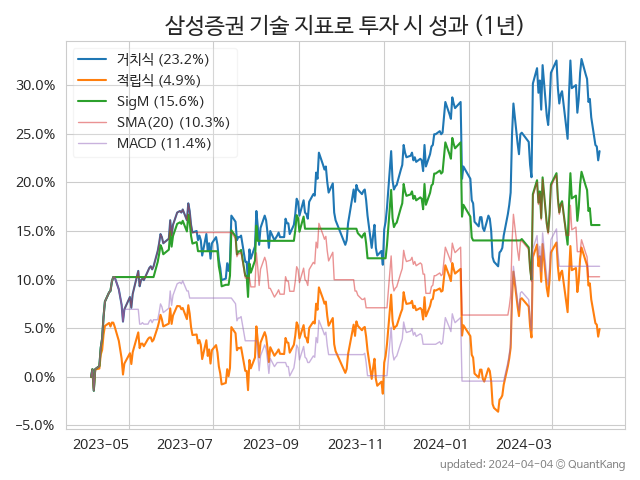 삼성증권 기술 지표로 투자 시 성과 (1년)
거치식 (23.2%)
적립식 (4.9%)
SigM (15.6%)
SMA(20) (10.3%)
MACD (11.4%)
30.0%
25.0%
20.0%
15.0%
10.0%
5.0%
0.0%
-5.0%
2023-05 2023-07 2023-09 2023-11 2024-01 2024-03
updated: 2024-04-04 @ QuantKang